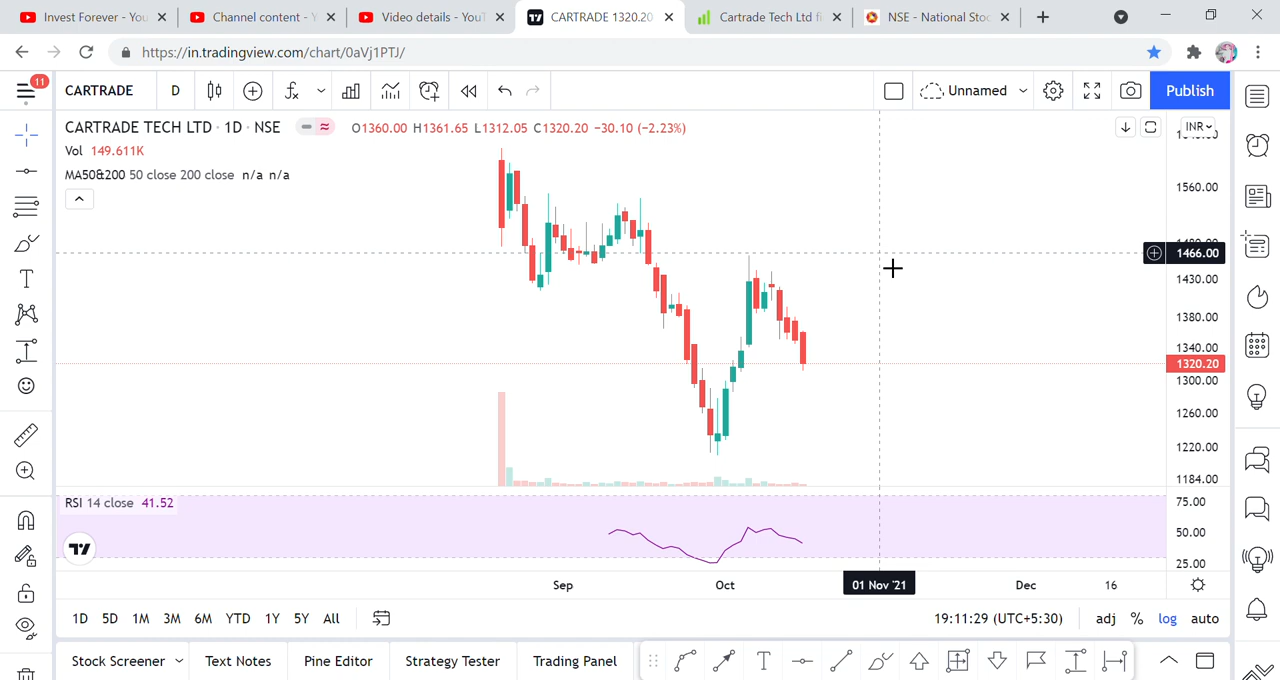 Invest Forever - You
Channel content - Y
Video details - YouT
CARTRADE 1320.20
Cartrade Tech Ltd fi
NSE - National Stoc
https://in.tradingview.com/chart/0aVj1PTJ/
11
CARTRADE
D
Unnamed
Publish
CARTRADE TECH LTD · 1D · NSE
O1360.00 H1361.65 L1312.05 C1320.20 −30.10 (−2.23%)
INR
Vol 149.611K
MA50&200 50 close 200 close n/a n/a
1560.00
1466.00
1430.00
1380.00
1340.00
1320.20
1300.00
1260.00
1220.00
1184.00
RSI 14 close 41.52
75.00
50.00
25.00
Sep
Oct
01 Nov '21
Dec
16
1D 5D 1M 3M 6M YTD 1Y 5Y All
19:11:29 (UTC+5:30)
adj % log auto
Stock Screener
Text Notes
Pine Editor
Strategy Tester
Trading Panel